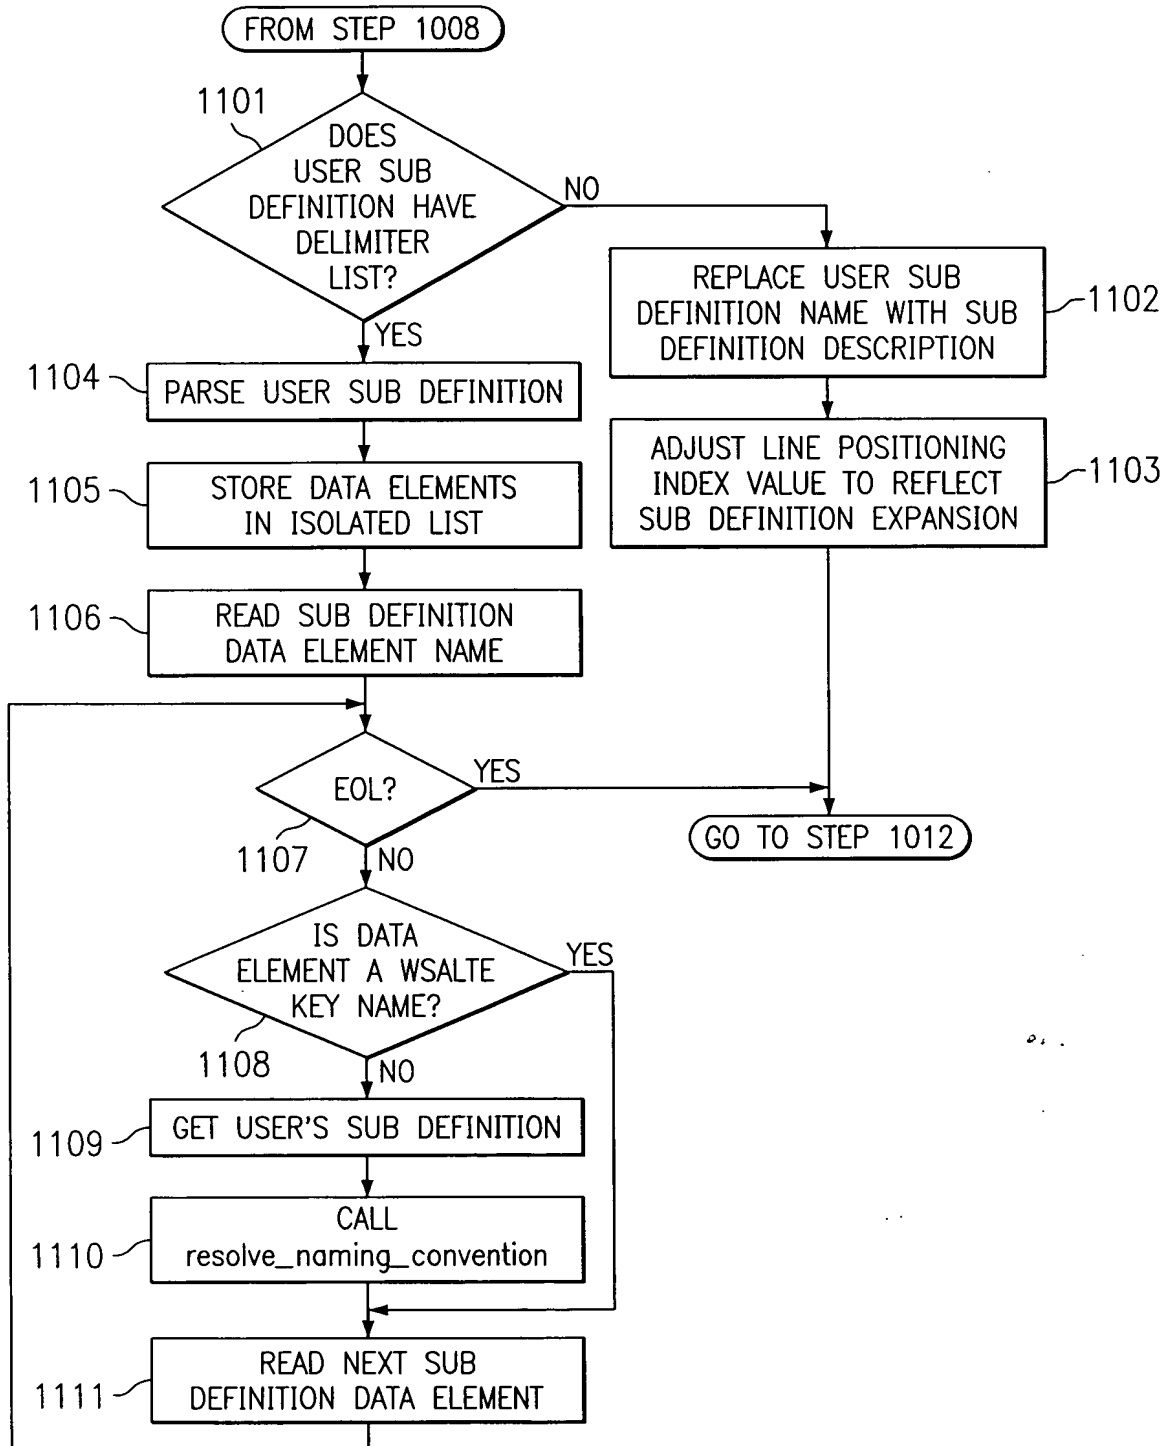 FROM STEP 1008
1101
DOES
USER SUB
DEFINITION HAVE
DELIMITER
LIST?
NO
YES
REPLACE USER SUB
DEFINITION NAME WITH SUB
DEFINITION DESCRIPTION
1102
1104
PARSE USER SUB DEFINITION
ADJUST LINE POSITIONING
INDEX VALUE TO REFLECT
SUB DEFINITION EXPANSION
1103
1105
STORE DATA ELEMENTS
IN ISOLATED LIST
1106
READ SUB DEFINITION
DATA ELEMENT NAME
EOL?
YES
1107
NO
GO TO STEP 1012
IS DATA
ELEMENT A WSALTE
KEY NAME?
YES
1108
NO
1109
GET USER'S SUB DEFINITION
1110
CALL
resolve_naming_convention
1111
READ NEXT SUB
DEFINITION DATA ELEMENT